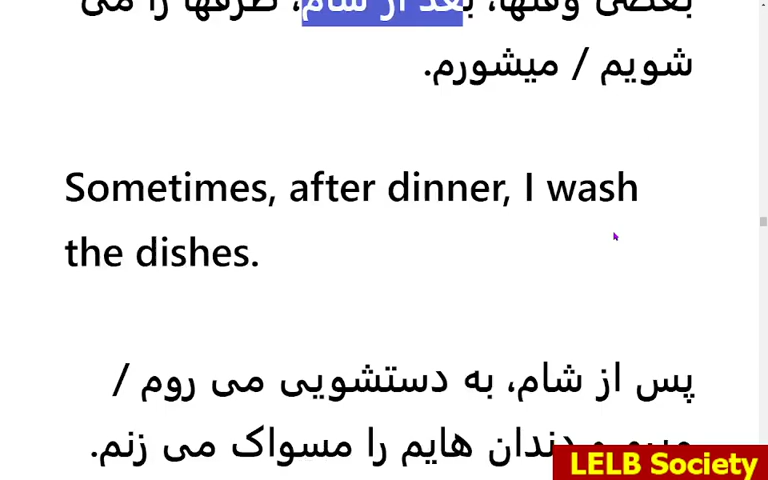 بعضی وقتها، بعد از شام، ظرفها را می
شویم / میشورم.
Sometimes, after dinner, I wash
the dishes.
پس از شام، به دستشویی می روم /
دندان هایم را مسواک می زنم.
LELB Society